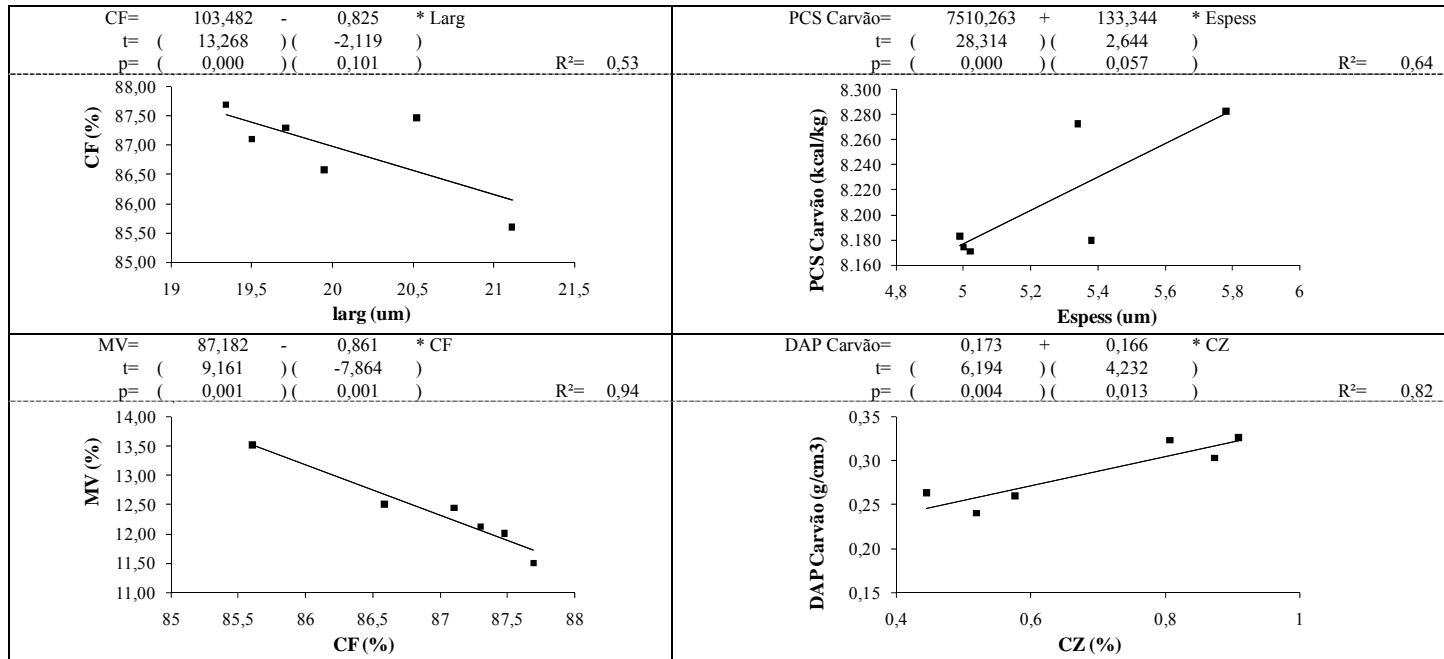 CF= 103,482 - 0,825 * Larg
t= ( 13,268 ) ( -2,119 )
p= ( 0,000 ) ( 0,101 ) R²= 0,53
88,00
87,50
87,00
86,50
86,00
85,50
85,00
CF (%)
19 19,5 20 20,5 21 21,5
larg (um)
PCS Carvão= 7510,263 + 133,344 * Espess
t= ( 28,314 ) ( 2,644 )
p= ( 0,000 ) ( 0,057 ) R²= 0,64
8.300
8.280
8.260
8.240
8.220
8.200
8.180
8.160
PCS Carvão (kcal/kg)
4,8 5 5,2 5,4 5,6 5,8 6
Espess (um)
MV= 87,182 - 0,861 * CF
t= ( 9,161 ) ( -7,864 )
p= ( 0,001 ) ( 0,001 ) R²= 0,94
14,00
13,50
13,00
12,50
12,00
11,50
11,00
MV (%)
85 85,5 86 86,5 87 87,5 88
CF (%)
DAP Carvão= 0,173 + 0,166 * CZ
t= ( 6,194 ) ( 4,232 )
p= ( 0,004 ) ( 0,013 ) R²= 0,82
0,35
0,30
0,25
0,20
0,15
DAP Carvão (g/cm3)
0,4 0,6 0,8 1
CZ (%)